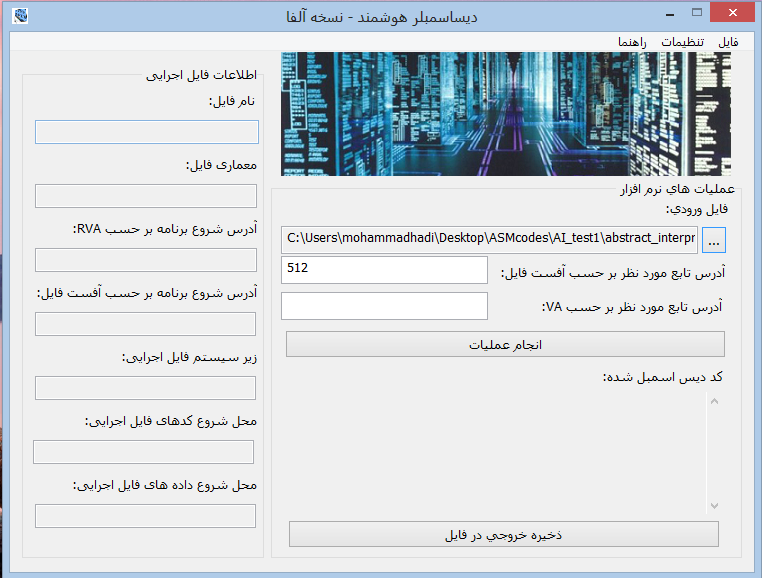 دیساسمبلر هوشمند - نسخه آلفا
فایل تنظیمات راهنما
عملیات های نرم افزار
فایل ورودي:
C:\Users\mohammadhadi\Desktop\ASMcodes\AI_test1\abstract_interpr
...
آدرس تابع مورد نظر بر حسب آفست فایل:
512
آدرس تابع مورد نظر بر حسب VA:
انجام عملیات
کد دیس اسمبل شده:
ذخیره خروجي در فایل
اطلاعات فایل اجرایی
نام فایل:
معماری فایل:
آدرس شروع برنامه بر حسب RVA:
آدرس شروع برنامه بر حسب آفست فایل:
زیر سیستم فایل اجرایی:
محل شروع کدهای فایل اجرایی:
محل شروع داده های فایل اجرایی: